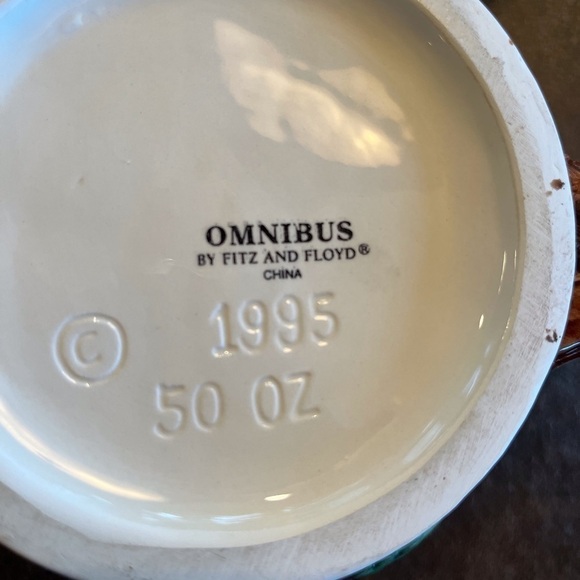 OMNIBUS
BY FITZ AND FLOYD®
CHINA
© 1995
50 OZ